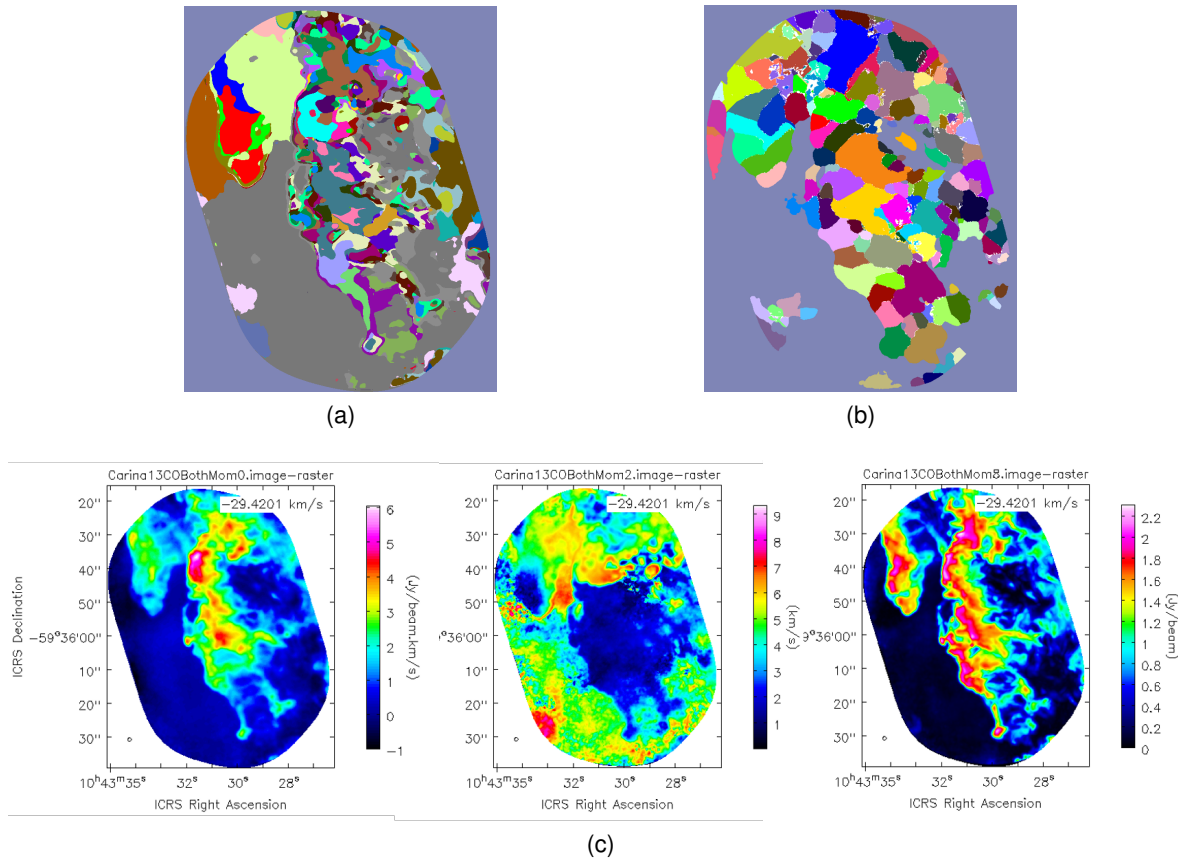 (a)
(b)
Carina13COBothMom0.image-raster
-29.4201 km/s
20''
30''
40''
50''
-59°36'00''
10''
20''
30''
10ʰ43ᵐ35ˢ 32ˢ 30ˢ 28ˢ
ICRS Right Ascension
ICRS Declination
6
5
4
3
2
1
0
-1
(Jy/beam.km/s)
Carina13COBothMom2.image-raster
-29.4201 km/s
20''
30''
40''
50''
'°36'00''
10''
20''
30''
10ʰ43ᵐ35ˢ 32ˢ 30ˢ 28ˢ
ICRS Right Ascension
9
8
7
6
5
4
3
2
1
(km/s)
Carina13COBothMom8.image-raster
-29.4201 km/s
20''
30''
40''
50''
9°36'00''
10''
20''
30''
10ʰ43ᵐ35ˢ 32ˢ 30ˢ 28ˢ
ICRS Right Ascension
2.2
2
1.8
1.6
1.4
1.2
1
0.8
0.6
0.4
0.2
0
(Jy/beam)
(c)